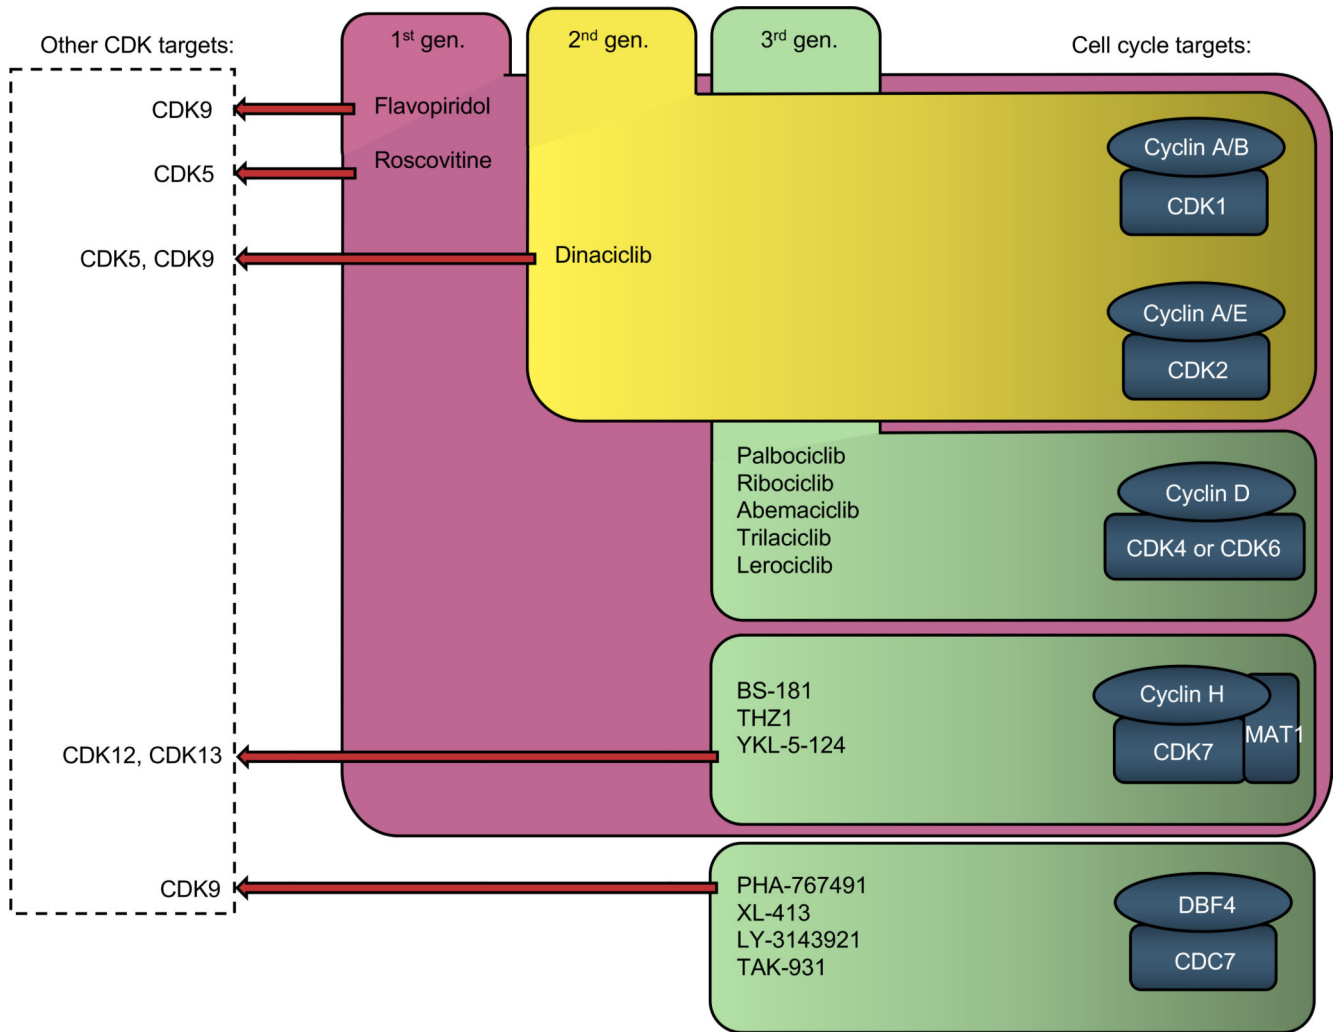 Other CDK targets:
1st gen.
2nd gen.
3rd gen.
Cell cycle targets:
CDK9
Flavopiridol
CDK5
Roscovitine
Cyclin A/B
CDK1
CDK5, CDK9
Dinaciclib
Cyclin A/E
CDK2
Palbociclib
Ribociclib
Abemaciclib
Trilaciclib
Lerociclib
Cyclin D
CDK4 or CDK6
BS-181
THZ1
YKL-5-124
Cyclin H
CDK7
MAT1
CDK12, CDK13
CDK9
PHA-767491
XL-413
LY-3143921
TAK-931
DBF4
CDC7